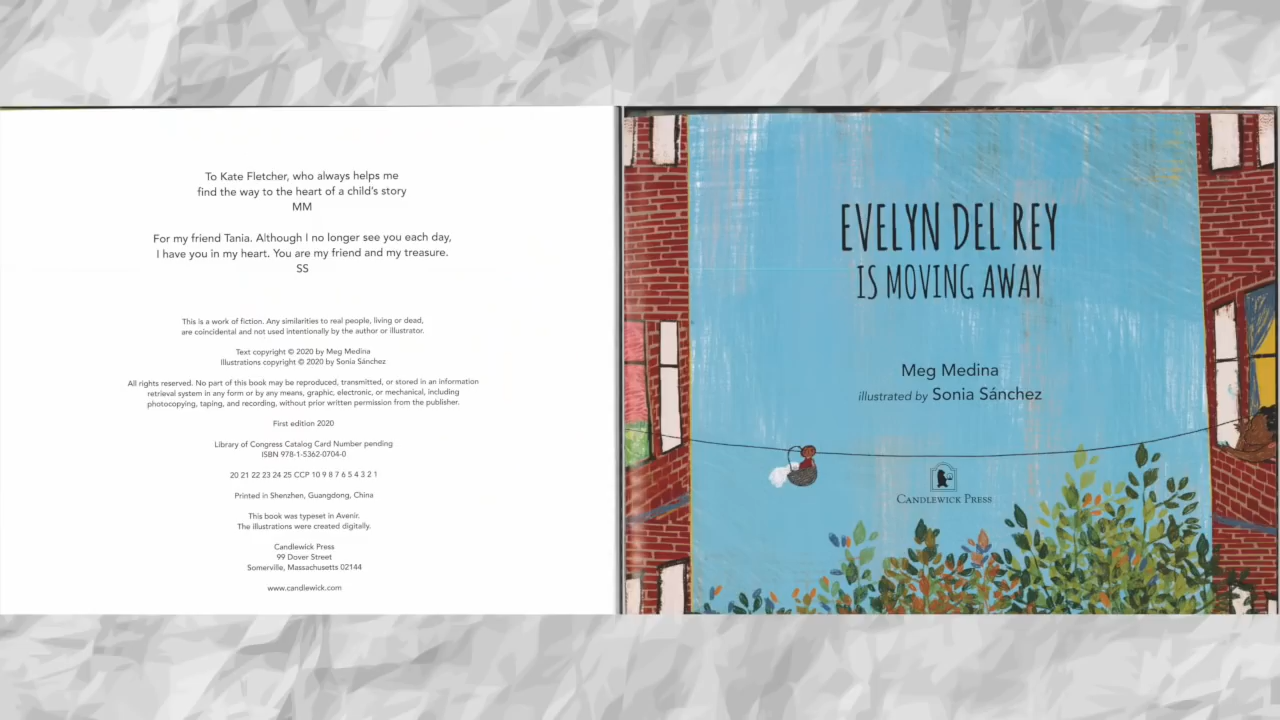 To Kate Fletcher, who always helps me
find the way to the heart of a child's story
MM
For my friend Tania. Although I no longer see you each day,
I have you in my heart. You are my friend and my treasure.
SS
This is a work of fiction. Any similarities to real people, living or dead,
are coincidental and not used intentionally by the author or illustrator.
Text copyright © 2020 by Meg Medina
Illustrations copyright © 2020 by Sonia Sánchez
All rights reserved. No part of this book may be reproduced, transmitted, or stored in an information
retrieval system in any form or by any means, graphic, electronic, or mechanical, including
photocopying, taping, and recording, without prior written permission from the publisher.
First edition 2020
Library of Congress Catalog Card Number pending
ISBN 978-1-5362-0704-0
20 21 22 23 24 25 CCP 10 9 8 7 6 5 4 3 2 1
Printed in Shenzhen, Guangdong, China
This book was typeset in Avenir.
The illustrations were created digitally.
Candlewick Press
99 Dover Street
Somerville, Massachusetts 02144
www.candlewick.com
EVELYN DEL REY
IS MOVING AWAY
Meg Medina
illustrated by Sonia Sánchez
CANDLEWICK PRESS